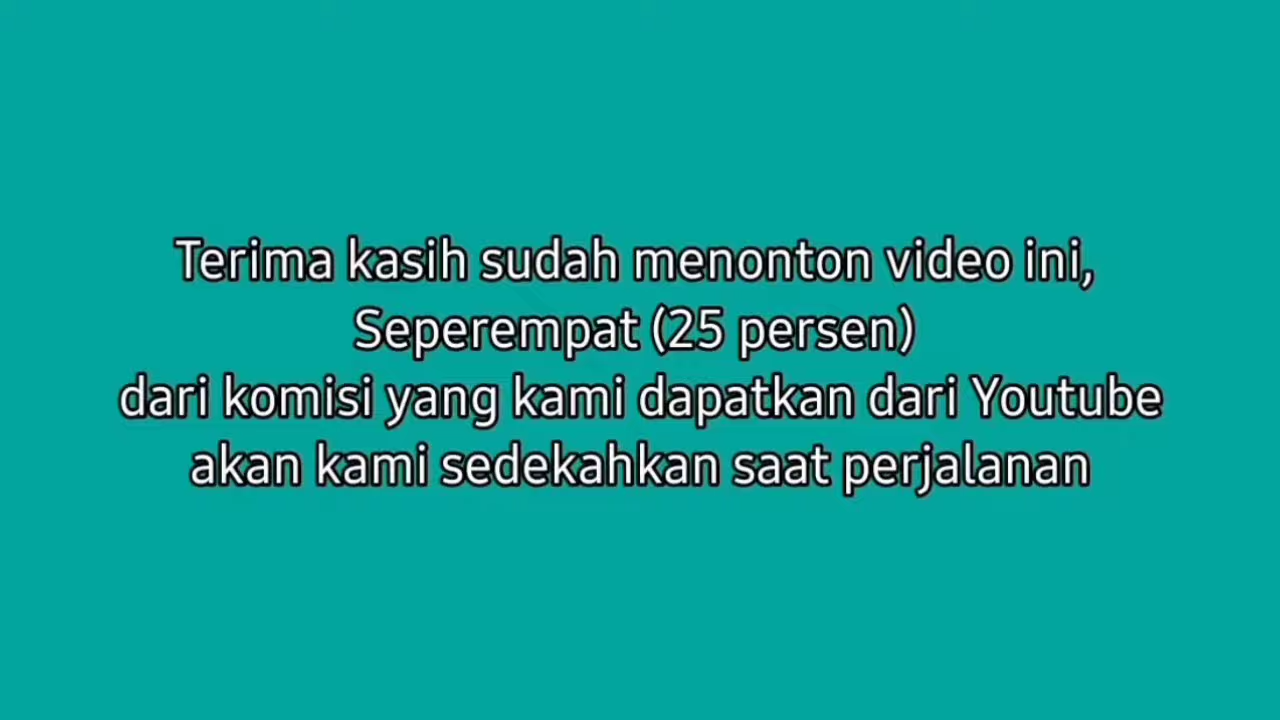 Terima kasih sudah menonton video ini,
Seperempat (25 persen)
dari komisi yang kami dapatkan dari Youtube
akan kami sedekahkan saat perjalanan